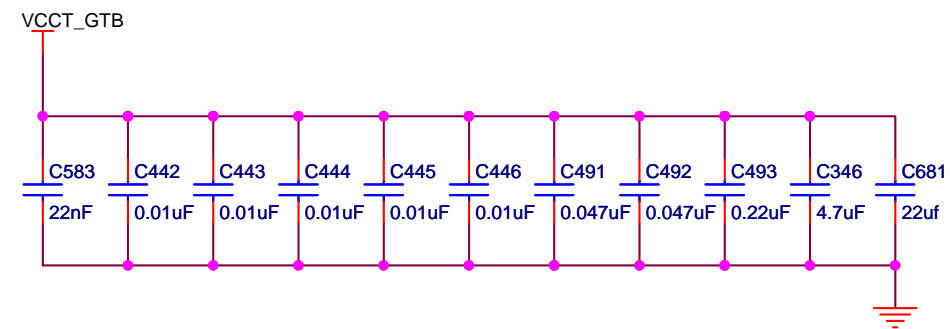 VCCT_GTB
C583 C442 C443 C444 C445 C446 C491 C492 C493 C346 C681
22nF 0.01uF 0.01uF 0.01uF 0.01uF 0.01uF 0.047uF 0.047uF 0.22uF 4.7uF 22uf